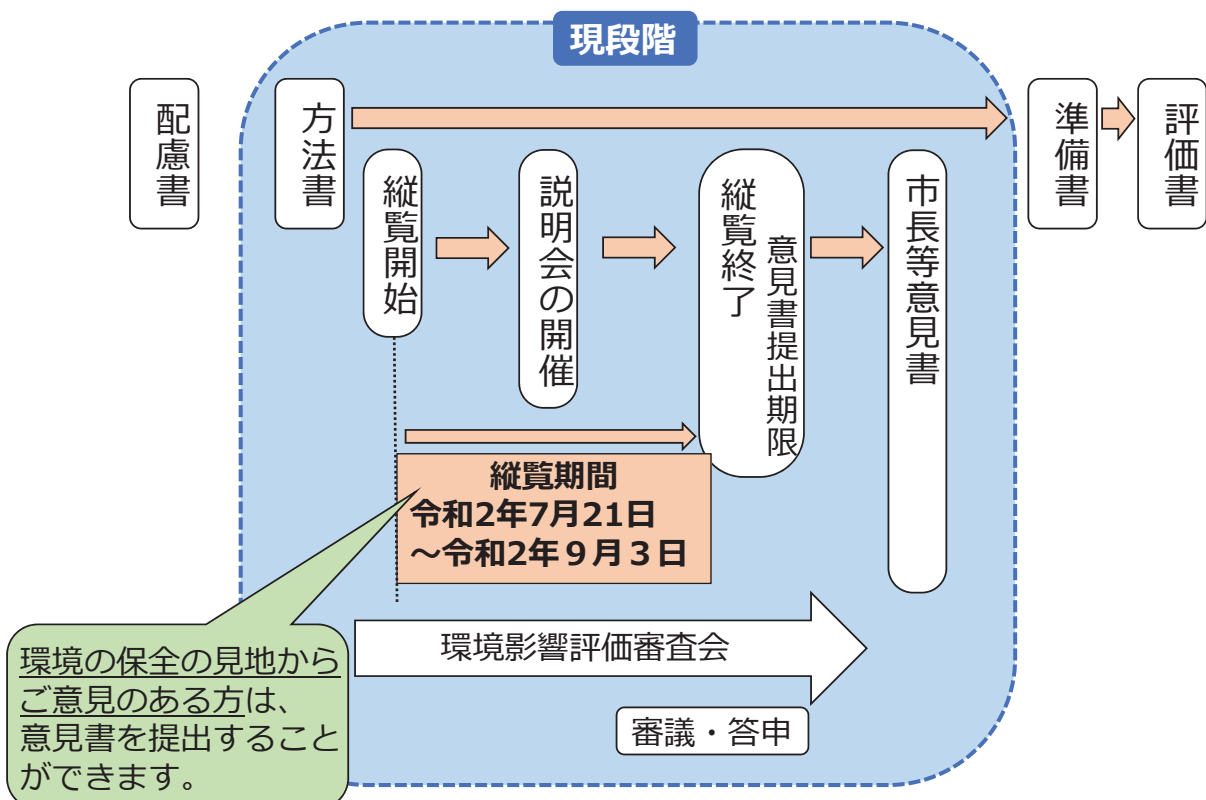 現段階
配慮書
方法書
準備書
評価書
縦覧開始
説明会の開催
縦覧終了
意見書提出期限
市長等意見書
縦覧期間
令和2年7月21日
～令和2年９月３日
環境影響評価審査会
審議・答申
環境の保全の見地から
ご意見のある方は、
意見書を提出すること
ができます。